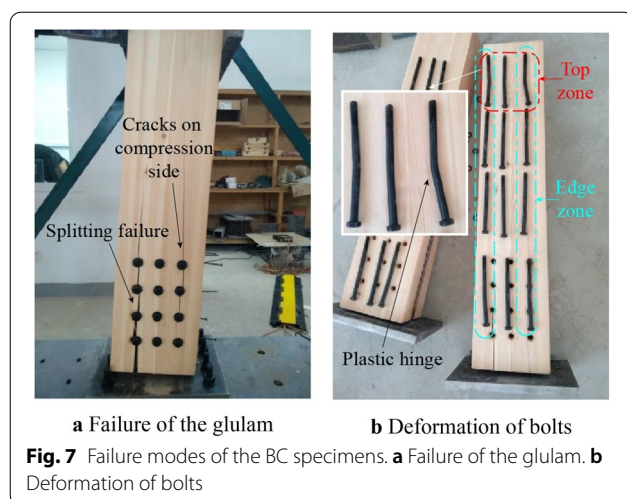 Cracks on
compression
side
Splitting failure
Top
zone
Edge
zone
Plastic hinge
a Failure of the glulam
b Deformation of bolts
Fig. 7 Failure modes of the BC specimens. a Failure of the glulam. b
Deformation of bolts